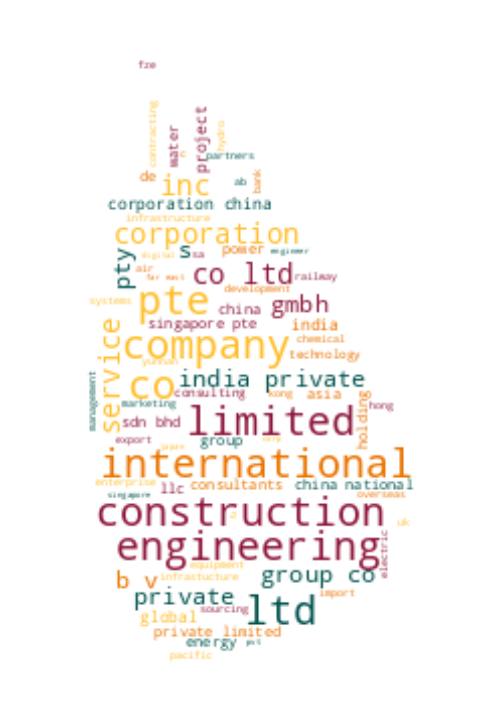 fze
contracting
water
project
hydro
c
partners
de
inc
ab
bank
corporation china
infrastructure
corporation
pty
s
sa
power
engineer
digital
air
far east
co ltd
railway
development
systems
pte
china
gmbh
singapore pte
india
service
company
chemical
technology
yunnan
co
india private
management
consulting
kong
asia
holding
marketing
hong
sdn bhd
limited
export
group
international
enterprise
llc
consultants
china national
singapore
overseas
construction
a
uk
engineering
electric
equipment
b v
infrastucture
group co
private
import
sourcing
ltd
global
private limited
energy
pacific